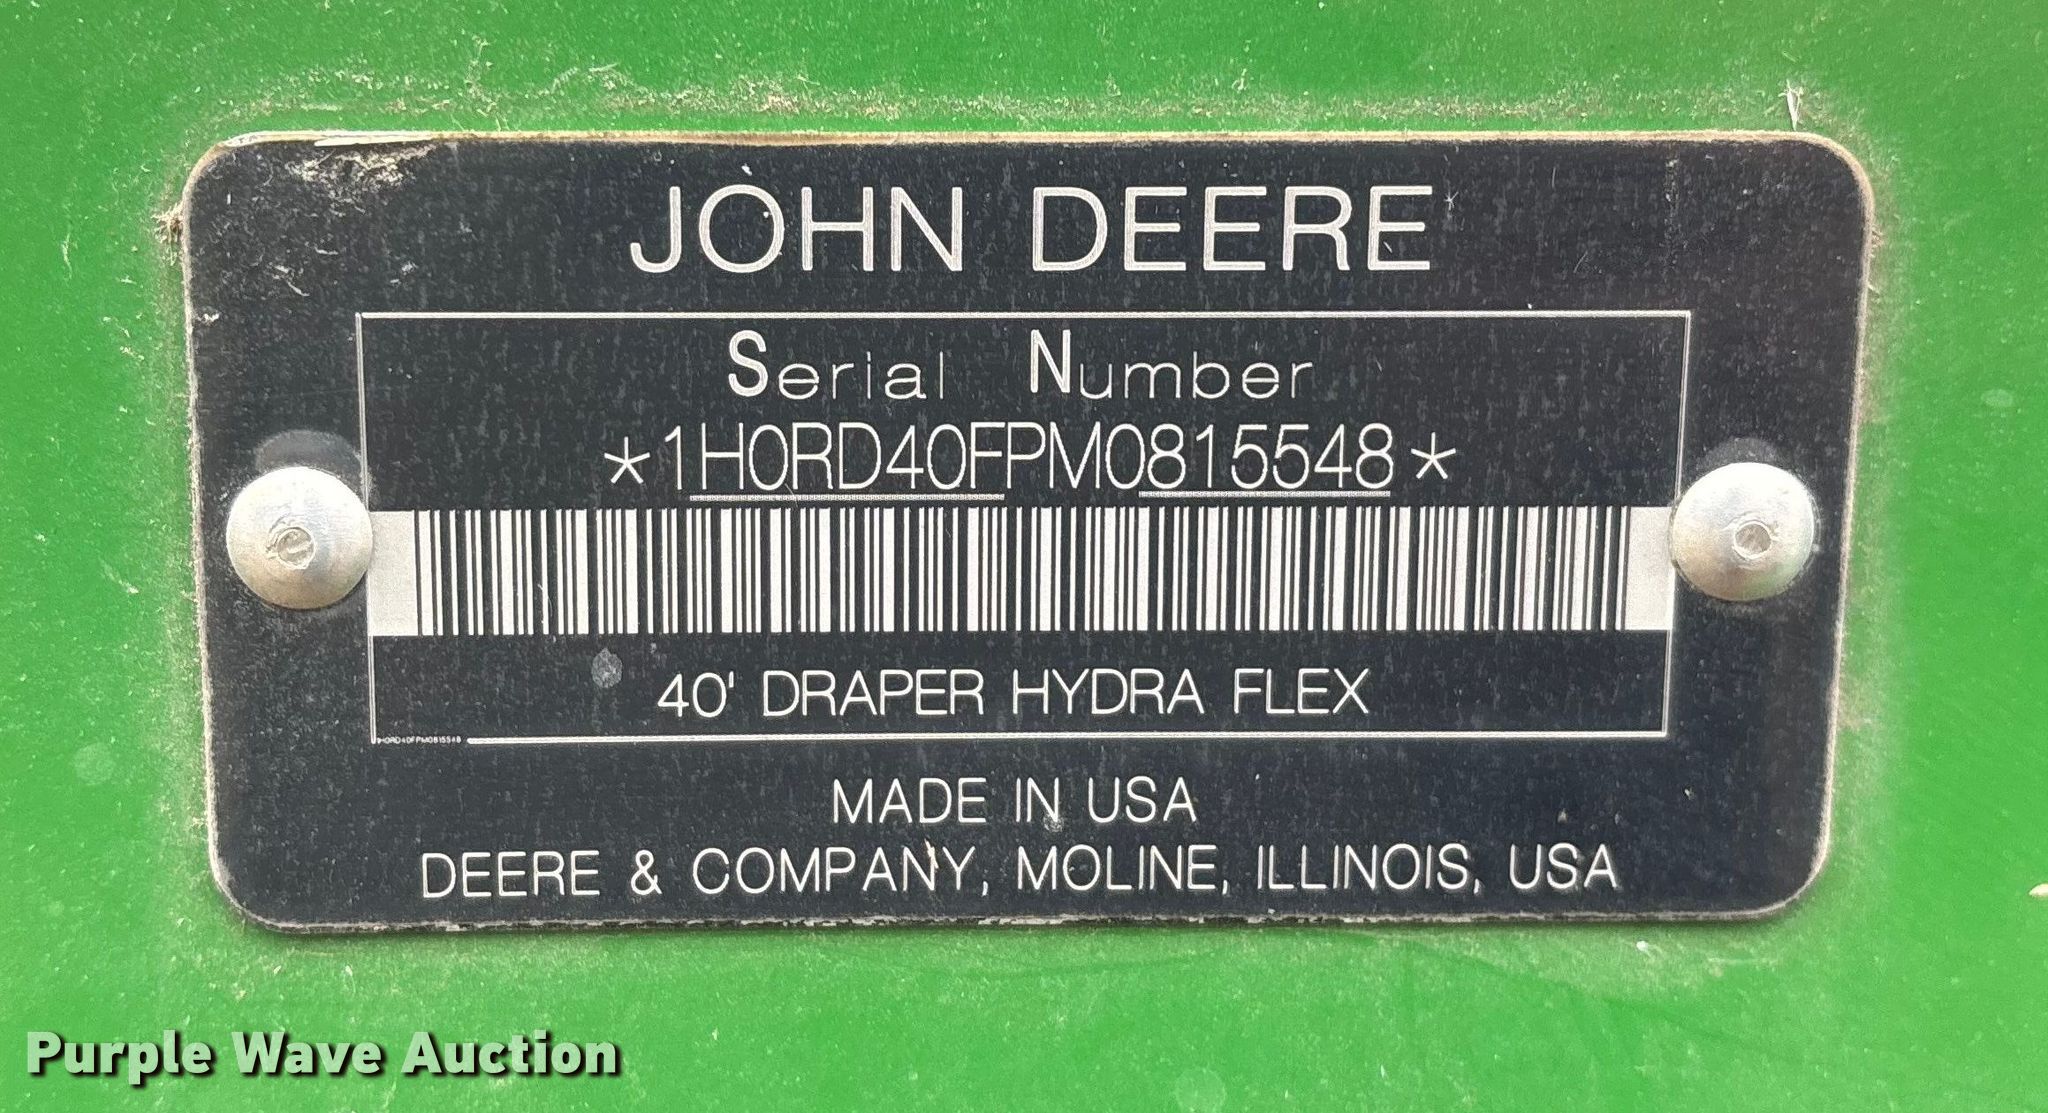 JOHN DEERE
Serial Number
*1H0RD40FPM0815548*
40' DRAPER HYDRA FLEX
1H0RD40FPM0815548
MADE IN USA
DEERE & COMPANY, MOLINE, ILLINOIS, USA
Purple Wave Auction